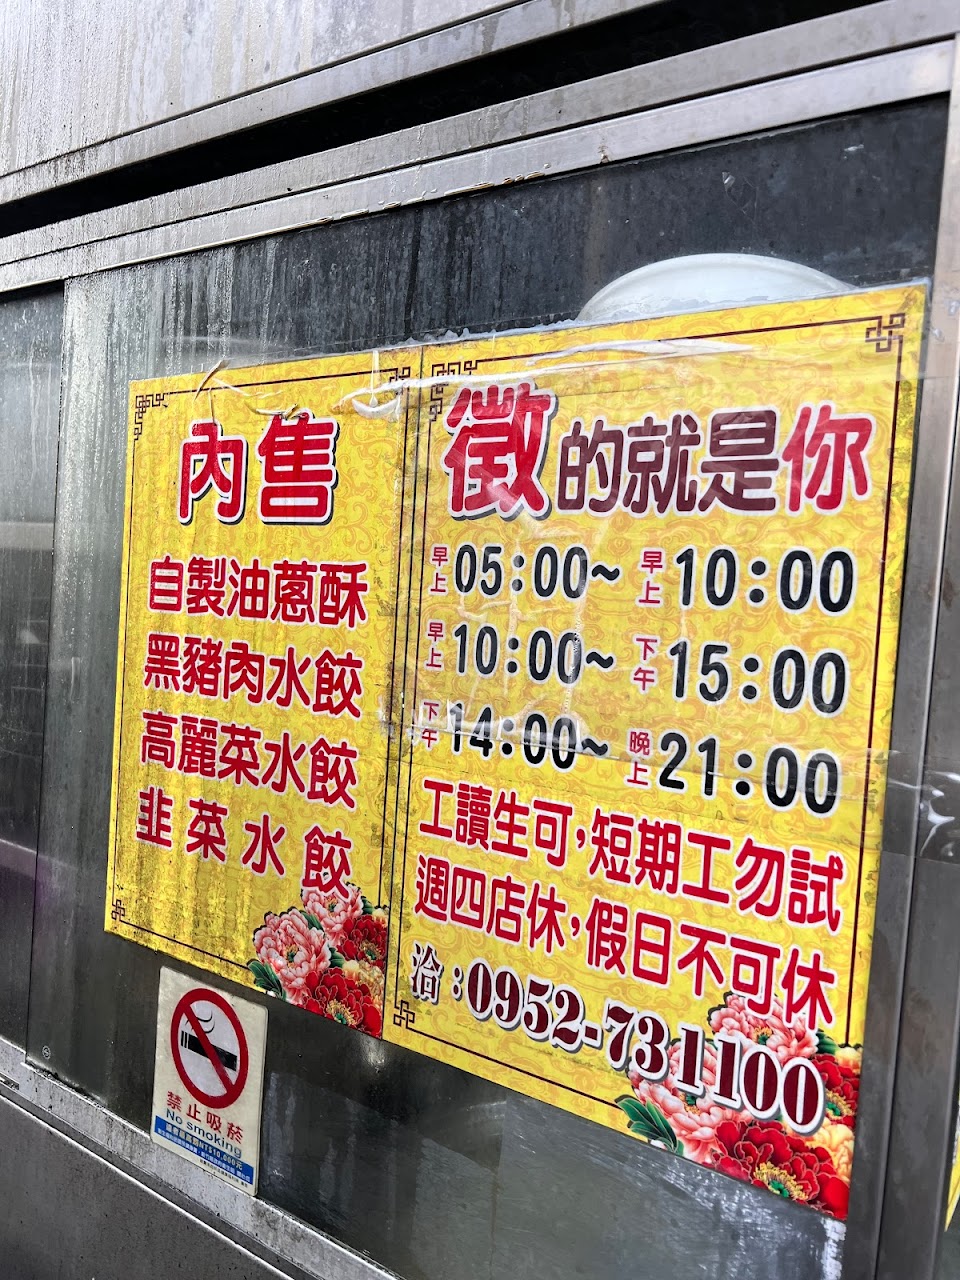 內售
自製油蔥酥
黑豬肉水餃
高麗菜水餃
韭菜水餃
徵的就是你
早上05:00~早上10:00
早上10:00~下午15:00
下午14:00~晚上21:00
工讀生可,短期工勿試
週四店休,假日不可休
洽:0952-731100
禁止吸菸
No smoking